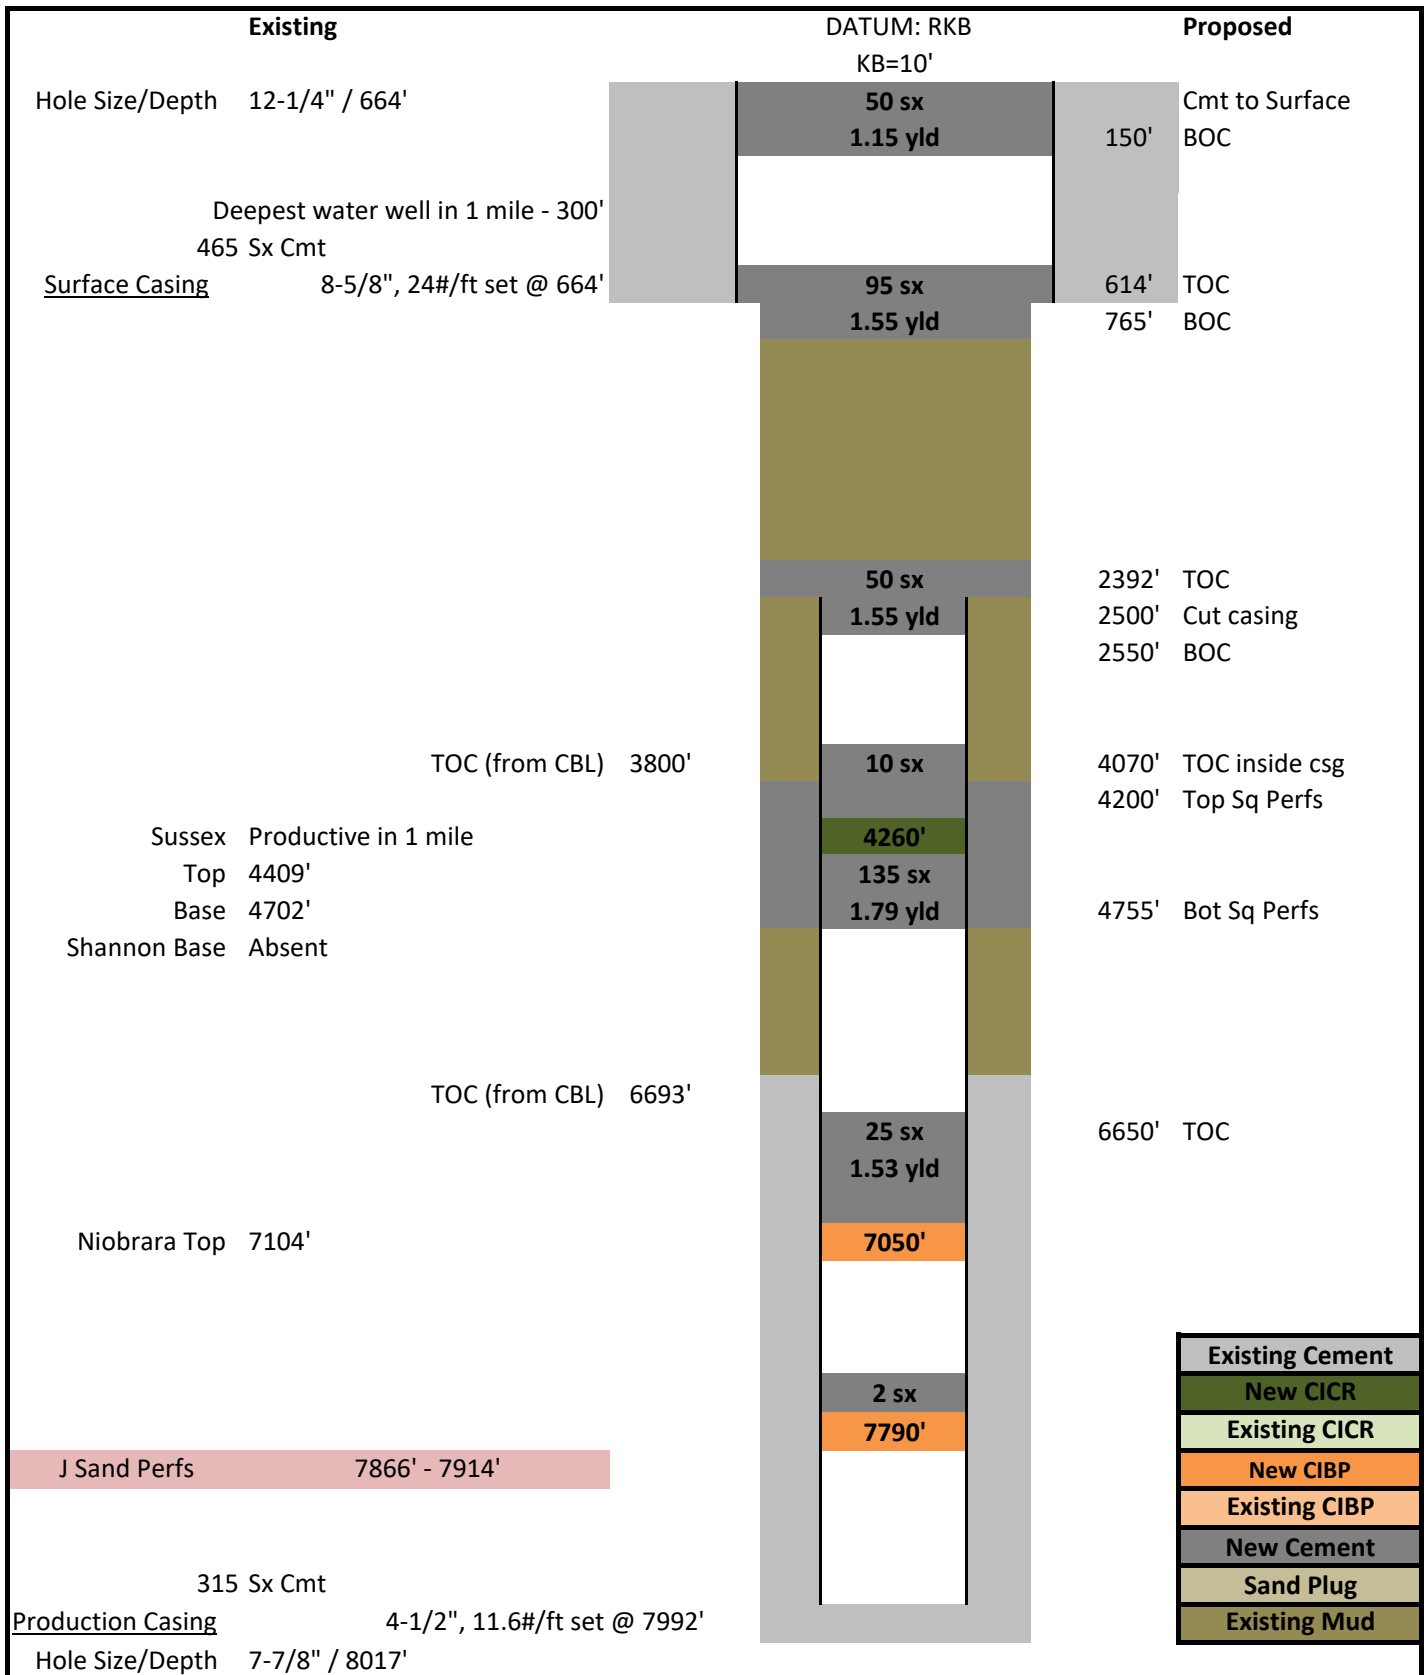 Existing DATUM: RKB Proposed
KB=10'
Hole Size/Depth 12-1/4" / 664' 50 sx Cmt to Surface
1.15 yld 150' BOC
Deepest water well in 1 mile - 300'
465 Sx Cmt
Surface Casing 8-5/8", 24#/ft set @ 664' 95 sx 614' TOC
1.55 yld 765' BOC
50 sx 2392' TOC
1.55 yld 2500' Cut casing
2550' BOC
TOC (from CBL) 3800' 10 sx 4070' TOC inside csg
4200' Top Sq Perfs
Sussex Productive in 1 mile 4260'
Top 4409' 135 sx
Base 4702' 1.79 yld 4755' Bot Sq Perfs
Shannon Base Absent
TOC (from CBL) 6693'
25 sx 6650' TOC
1.53 yld
Niobrara Top 7104' 7050'
Existing Cement
2 sx New CICR
7790' Existing CICR
J Sand Perfs 7866' - 7914' New CIBP
Existing CIBP
New Cement
315 Sx Cmt Sand Plug
Production Casing 4-1/2", 11.6#/ft set @ 7992' Existing Mud
Hole Size/Depth 7-7/8" / 8017'